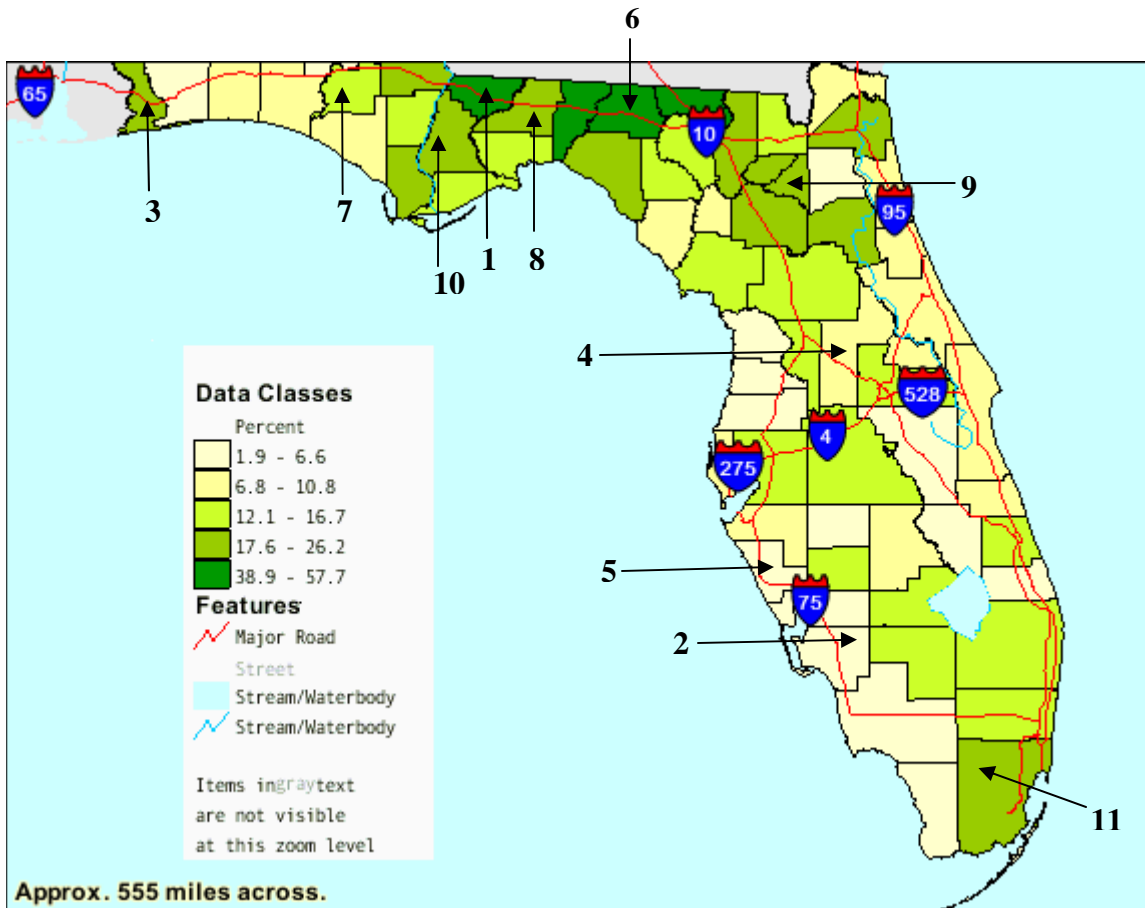 6
65
10
3
7
10
1
8
9
95
4
528
4
275
5
75
2
11
Data Classes
Percent
1.9 - 6.6
6.8 - 10.8
12.1 - 16.7
17.6 - 26.2
38.9 - 57.7
Features
Major Road
Street
Stream/Waterbody
Stream/Waterbody
Items in gray text
are not visible
at this zoom level
Approx. 555 miles across.